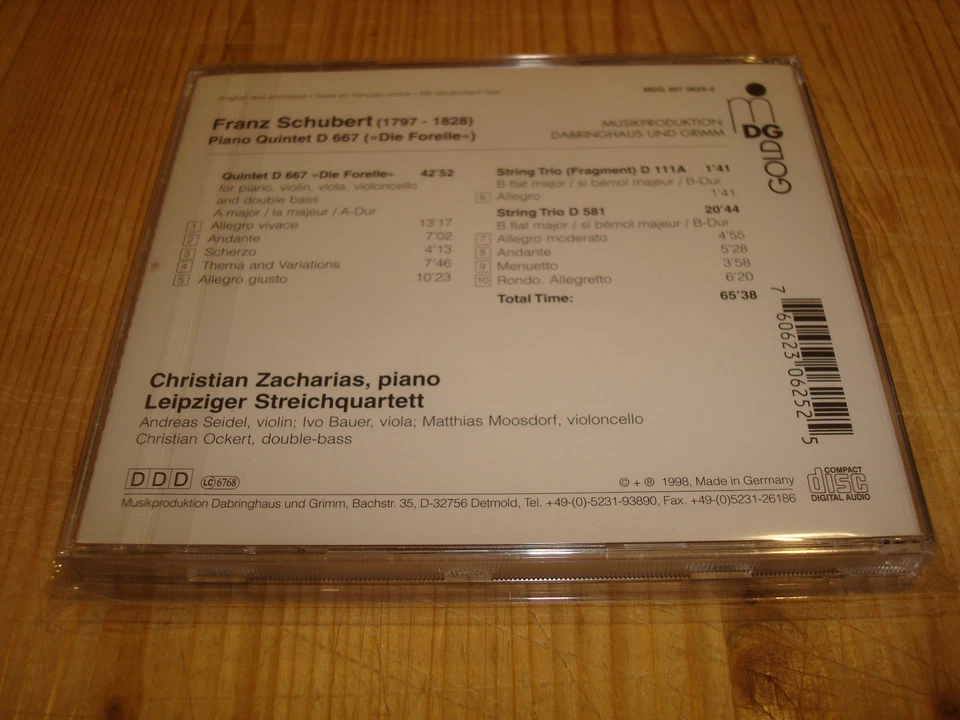 English text enclosed • Texte en français inclus • Mit deutschem Text
MDG 307 0625-2
Franz Schubert (1797 - 1828)
Piano Quintet D 667 (»Die Forelle«)
MUSIKPRODUKTION
DABRINGHAUS UND GRIMM
MDG
GOLD
Quintet D 667 »Die Forelle« 42'52
for piano, violin, viola, violoncello
and double bass
A major / la majeur / A-Dur
1 Allegro vivace 13'17
2 Andante 7'02
3 Scherzo 4'13
4 Thema and Variations 7'46
5 Allegro giusto 10'23
String Trio (Fragment) D 111A 1'41
B flat major / si bémol majeur / B-Dur
6 Allegro 1'41
String Trio D 581 20'44
B flat major / si bémol majeur / B-Dur
7 Allegro moderato 4'55
8 Andante 5'28
9 Menuetto 3'58
10 Rondo. Allegretto 6'20
Total Time: 65'38
7 60623 06252 5
Christian Zacharias, piano
Leipziger Streichquartett
Andreas Seidel, violin; Ivo Bauer, viola; Matthias Moosdorf, violoncello
Christian Ockert, double-bass
DDD LC 6768
© + ℗ 1998, Made in Germany
COMPACT
disc
DIGITAL AUDIO
Musikproduktion Dabringhaus und Grimm, Bachstr. 35, D-32756 Detmold, Tel. +49-(0)-5231-93890, Fax. +49-(0)5231-26186